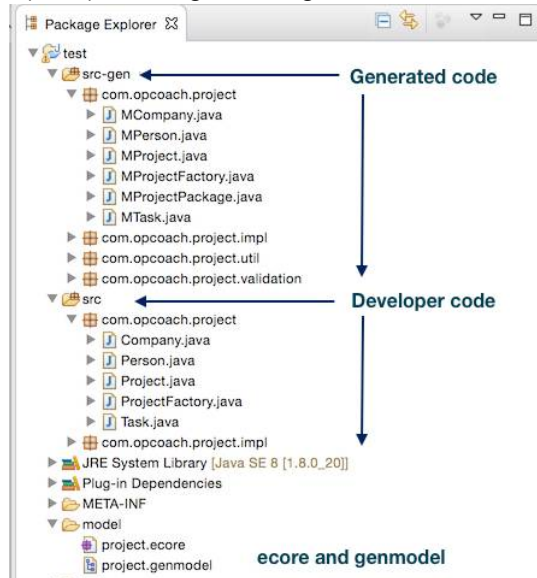 Package Explorer
test
src-gen
Generated code
com.opcoach.project
MCompany.java
MPerson.java
MProject.java
MProjectFactory.java
MProjectPackage.java
MTask.java
com.opcoach.project.impl
com.opcoach.project.util
com.opcoach.project.validation
src
Developer code
com.opcoach.project
Company.java
Person.java
Project.java
ProjectFactory.java
Task.java
com.opcoach.project.impl
JRE System Library [Java SE 8 [1.8.0_20]]
Plug-in Dependencies
META-INF
model
project.ecore
ecore and genmodel
project.genmodel